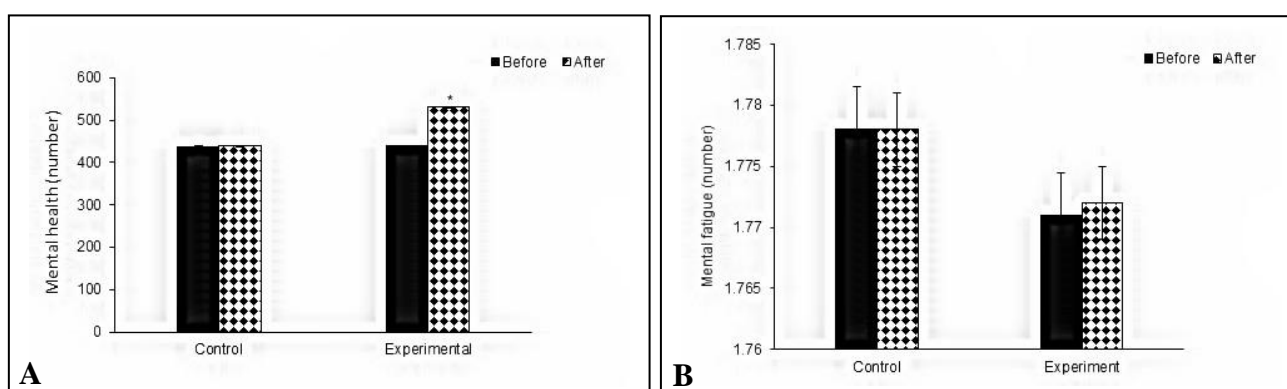 Before After
600
500
400
300
200
100
0
Mental health (number)
*
Control Experimental
A
1.785
1.78
1.775
1.77
1.765
1.76
Mental fatigue (number)
Before After
Control Experiment
B